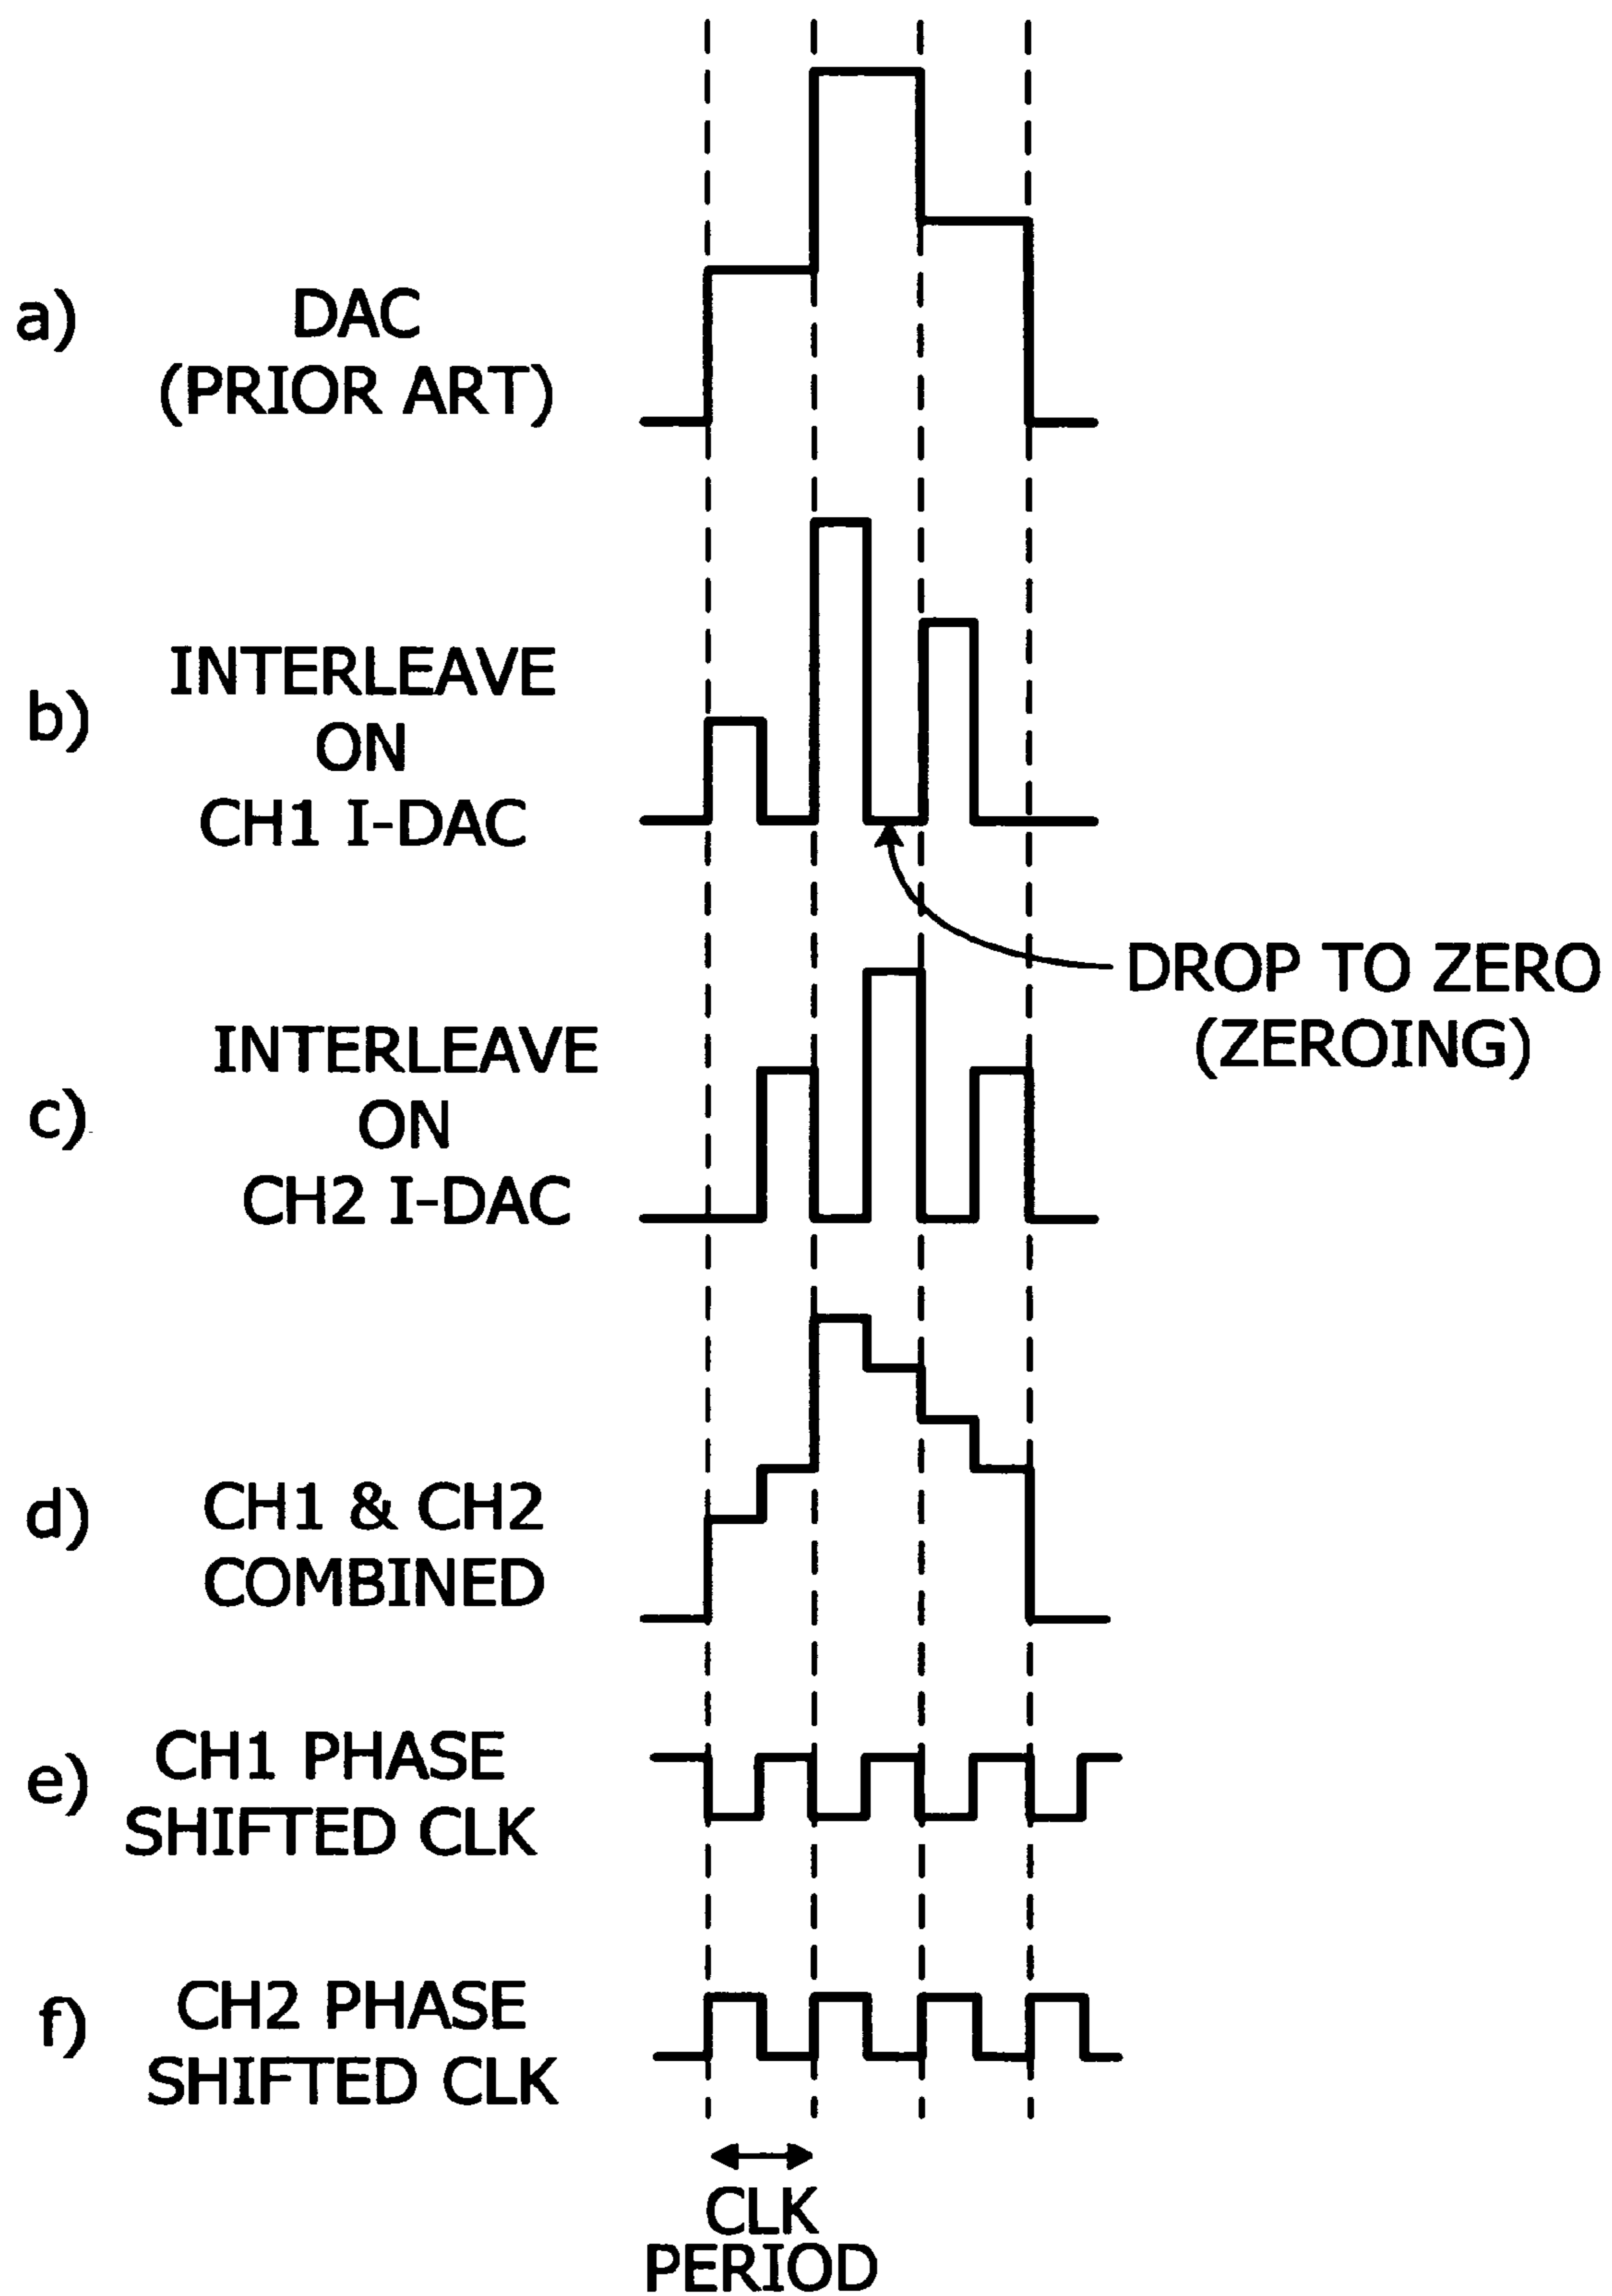 a)
DAC
(PRIOR ART)
b)
INTERLEAVE
ON
CH1 I-DAC
DROP TO ZERO
(ZEROING)
c)
INTERLEAVE
ON
CH2 I-DAC
d)
CH1 & CH2
COMBINED
e)
CH1 PHASE
SHIFTED CLK
f)
CH2 PHASE
SHIFTED CLK
CLK
PERIOD